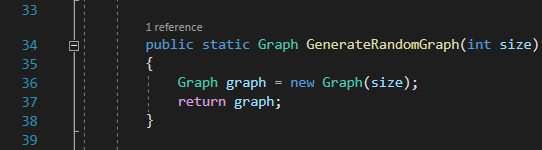 33
1 reference
34 public static Graph GenerateRandomGraph(int size)
35 {
36 Graph graph = new Graph(size);
37 return graph;
38 }
39